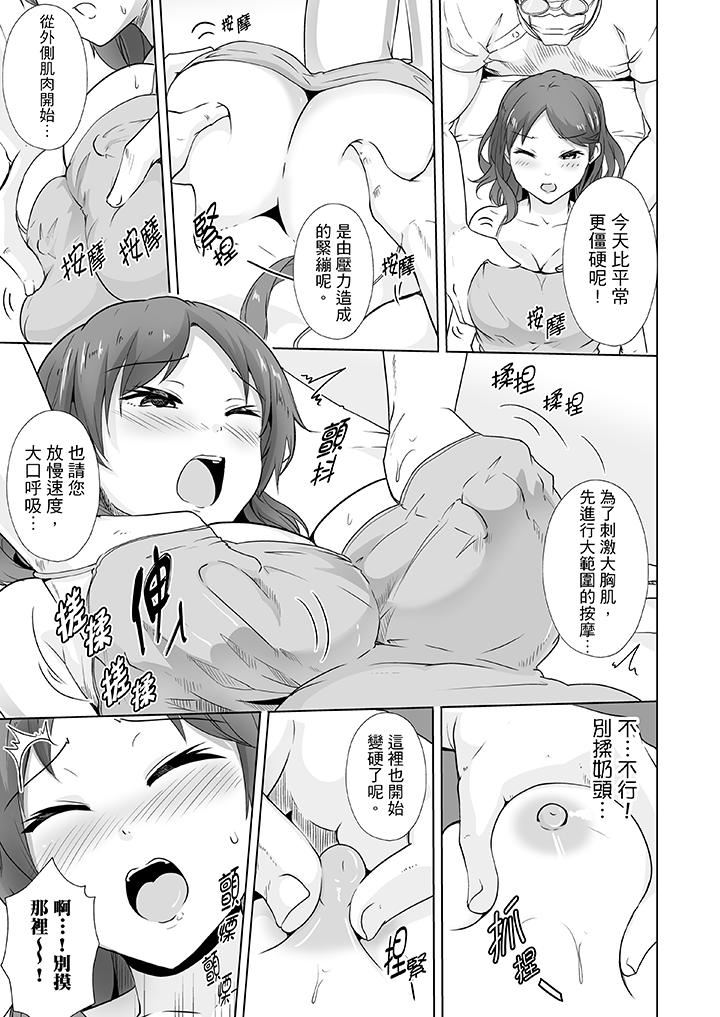 今天比平常
更僵硬呢！
按摩
按摩
是由壓力造成
的緊繃呢。
按摩
緊
捏
從外側肌肉開始…
按摩
按摩
揉捏
揉捏
顫
抖
為了刺激大胸肌，
先進行大範圍的按摩…
也請您
放慢速度，
大口呼吸…
伸
搓揉
搓揉
不…不行！
別揉奶頭…
抓
捏
這裡也開始
變硬了呢。
捏緊
顫慄
顫慄
啊…！別摸
那裡～！